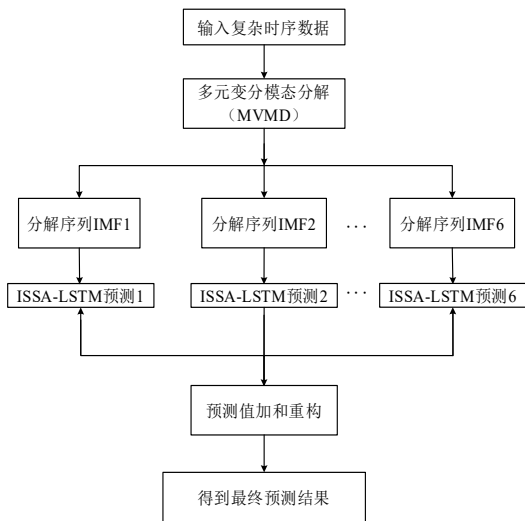 输入复杂时序数据
多元变分模态分解
（MVMD）
分解序列IMF1
分解序列IMF2
...
分解序列IMF6
ISSA-LSTM预测1
ISSA-LSTM预测2
...
ISSA-LSTM预测6
预测值加和重构
得到最终预测结果